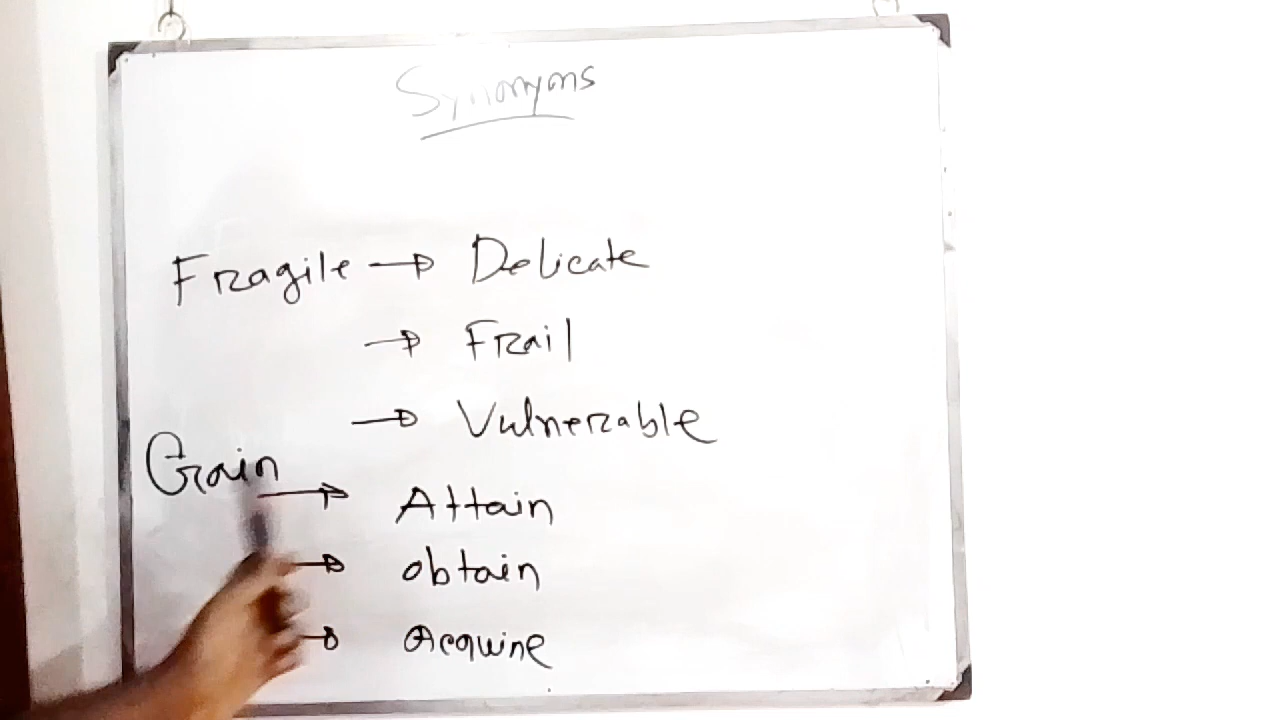 Synonyms
Fragile → Delicate
→ Frail
→ Vulnerable
Gain
→ Attain
→ obtain
→ Acquire